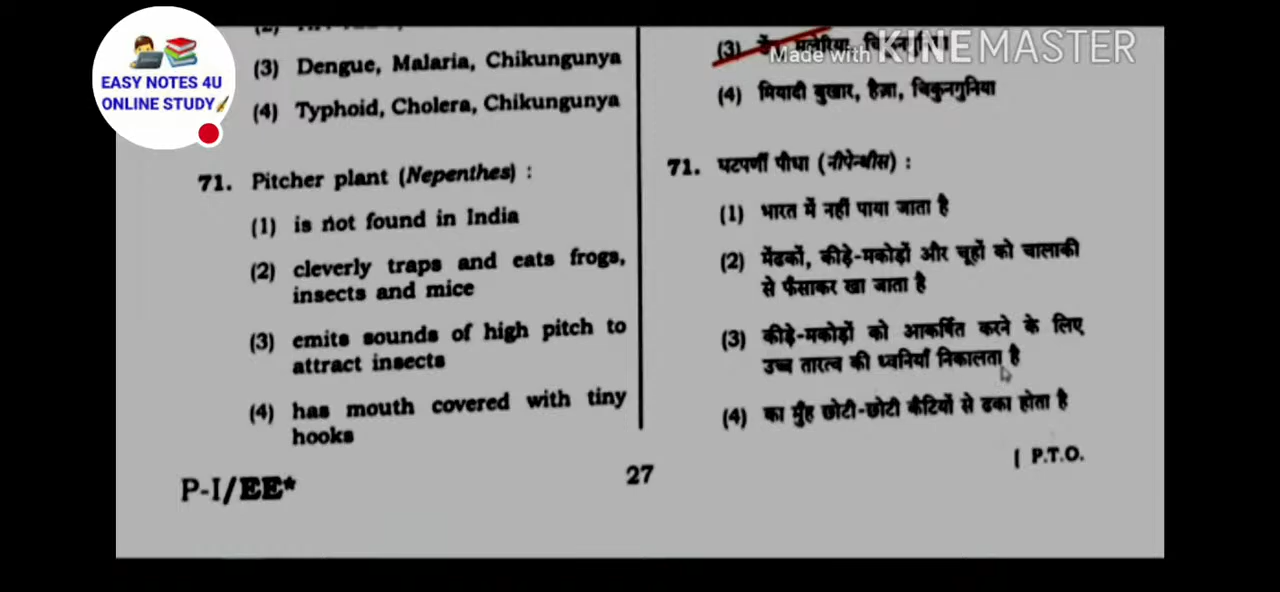 EASY NOTES 4U
ONLINE STUDY
Made with KINEMASTER
(3) Dengue, Malaria, Chikungunya
(4) Typhoid, Cholera, Chikungunya
71. Pitcher plant (Nepenthes) :
(1) is not found in India
(2) cleverly traps and eats frogs,
insects and mice
(3) emits sounds of high pitch to
attract insects
(4) has mouth covered with tiny
hooks
P-I/EE*
(3)
(4) मियादी बुखार, हैज़ा, चिकुनगुनिया
71. घटपर्णी पौधा (नीपेन्थीस) :
(1) भारत में नहीं पाया जाता है
(2) मेंढकों, कीड़े-मकोड़ों और चूहों को चालाकी
से फँसाकर खा जाता है
(3) कीड़े-मकोड़ों को आकर्षित करने के लिए
उच्च तारत्व की ध्वनियाँ निकालता है
(4) का मुँह छोटी-छोटी कँटियों से ढका होता है
27
[ P.T.O.